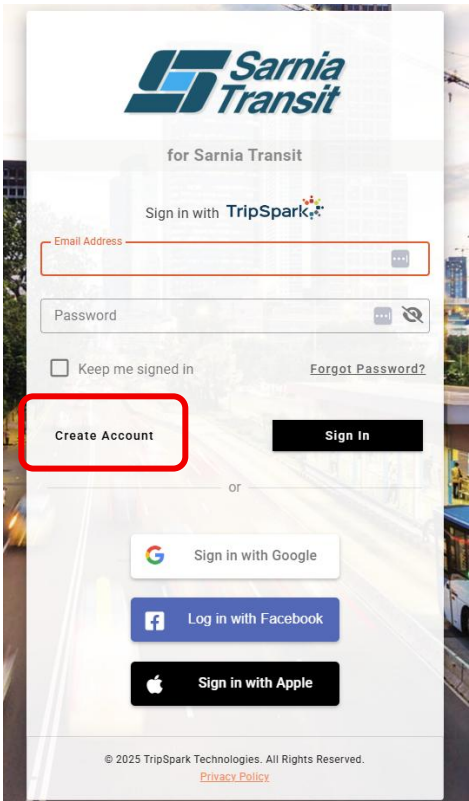 Sarnia
Transit
for Sarnia Transit
Sign in with TripSpark
Email Address
Password
Keep me signed in Forgot Password?
Create Account Sign In
or
Sign in with Google
Log in with Facebook
Sign in with Apple
© 2025 TripSpark Technologies. All Rights Reserved.
Privacy Policy